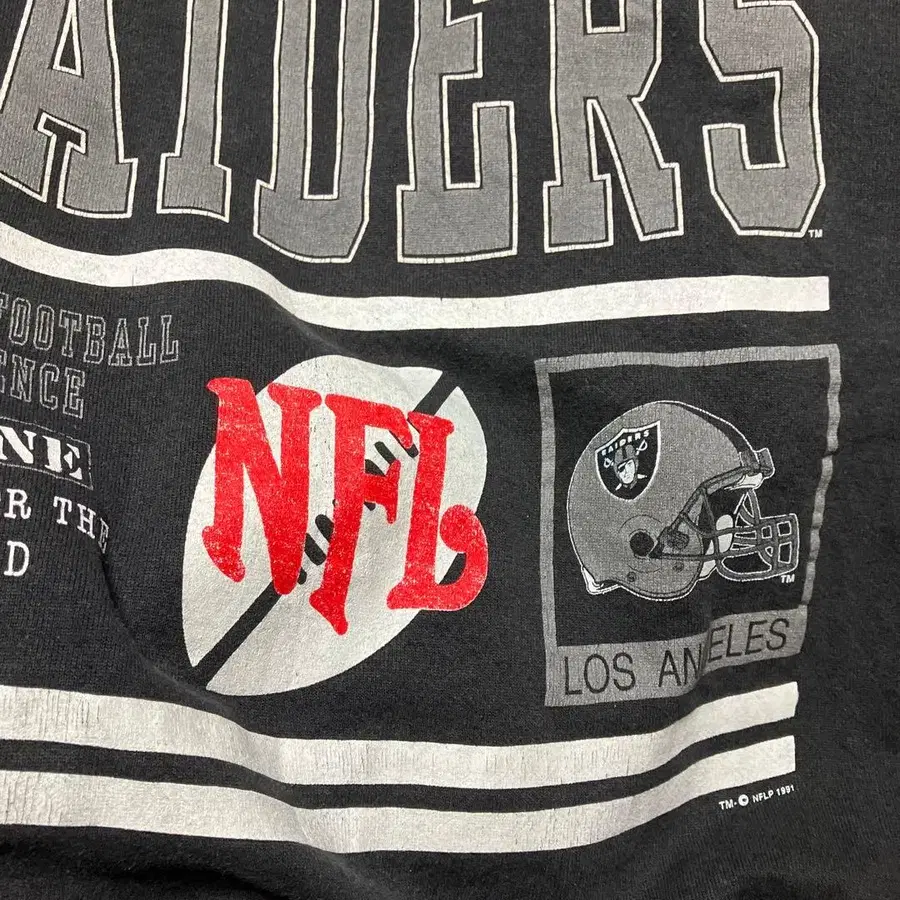 AIDERS
TM
FOOTBALL
ENCE
NE
R THE
D
NFL
RAIDERS
TM
LOS ANGELES
TM-© NFLP 1991